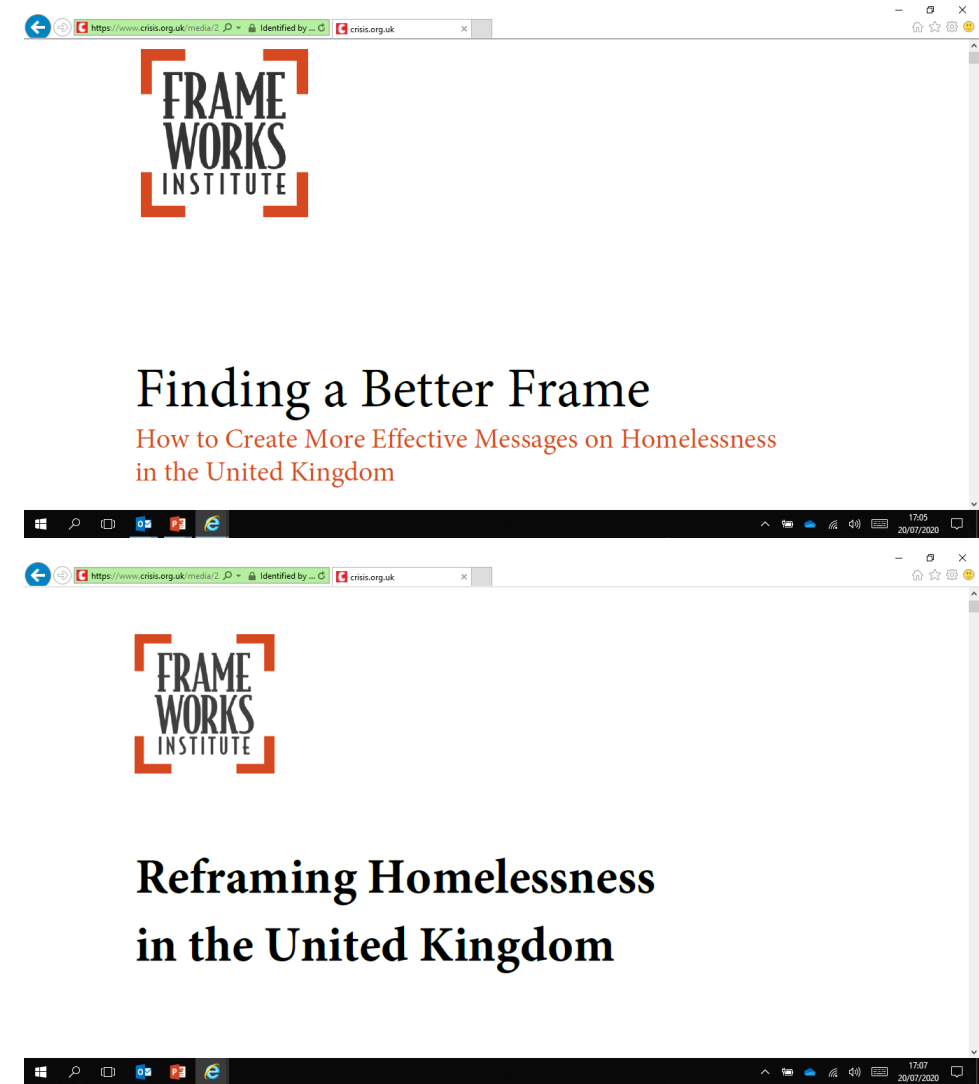 https://www.crisis.org.uk/media/2
Identified by ...
crisis.org.uk
FRAME
WORKS
INSTITUTE
Finding a Better Frame
How to Create More Effective Messages on Homelessness
in the United Kingdom
17:05
20/07/2020
https://www.crisis.org.uk/media/2
Identified by ...
crisis.org.uk
FRAME
WORKS
INSTITUTE
Reframing Homelessness
in the United Kingdom
17:07
20/07/2020